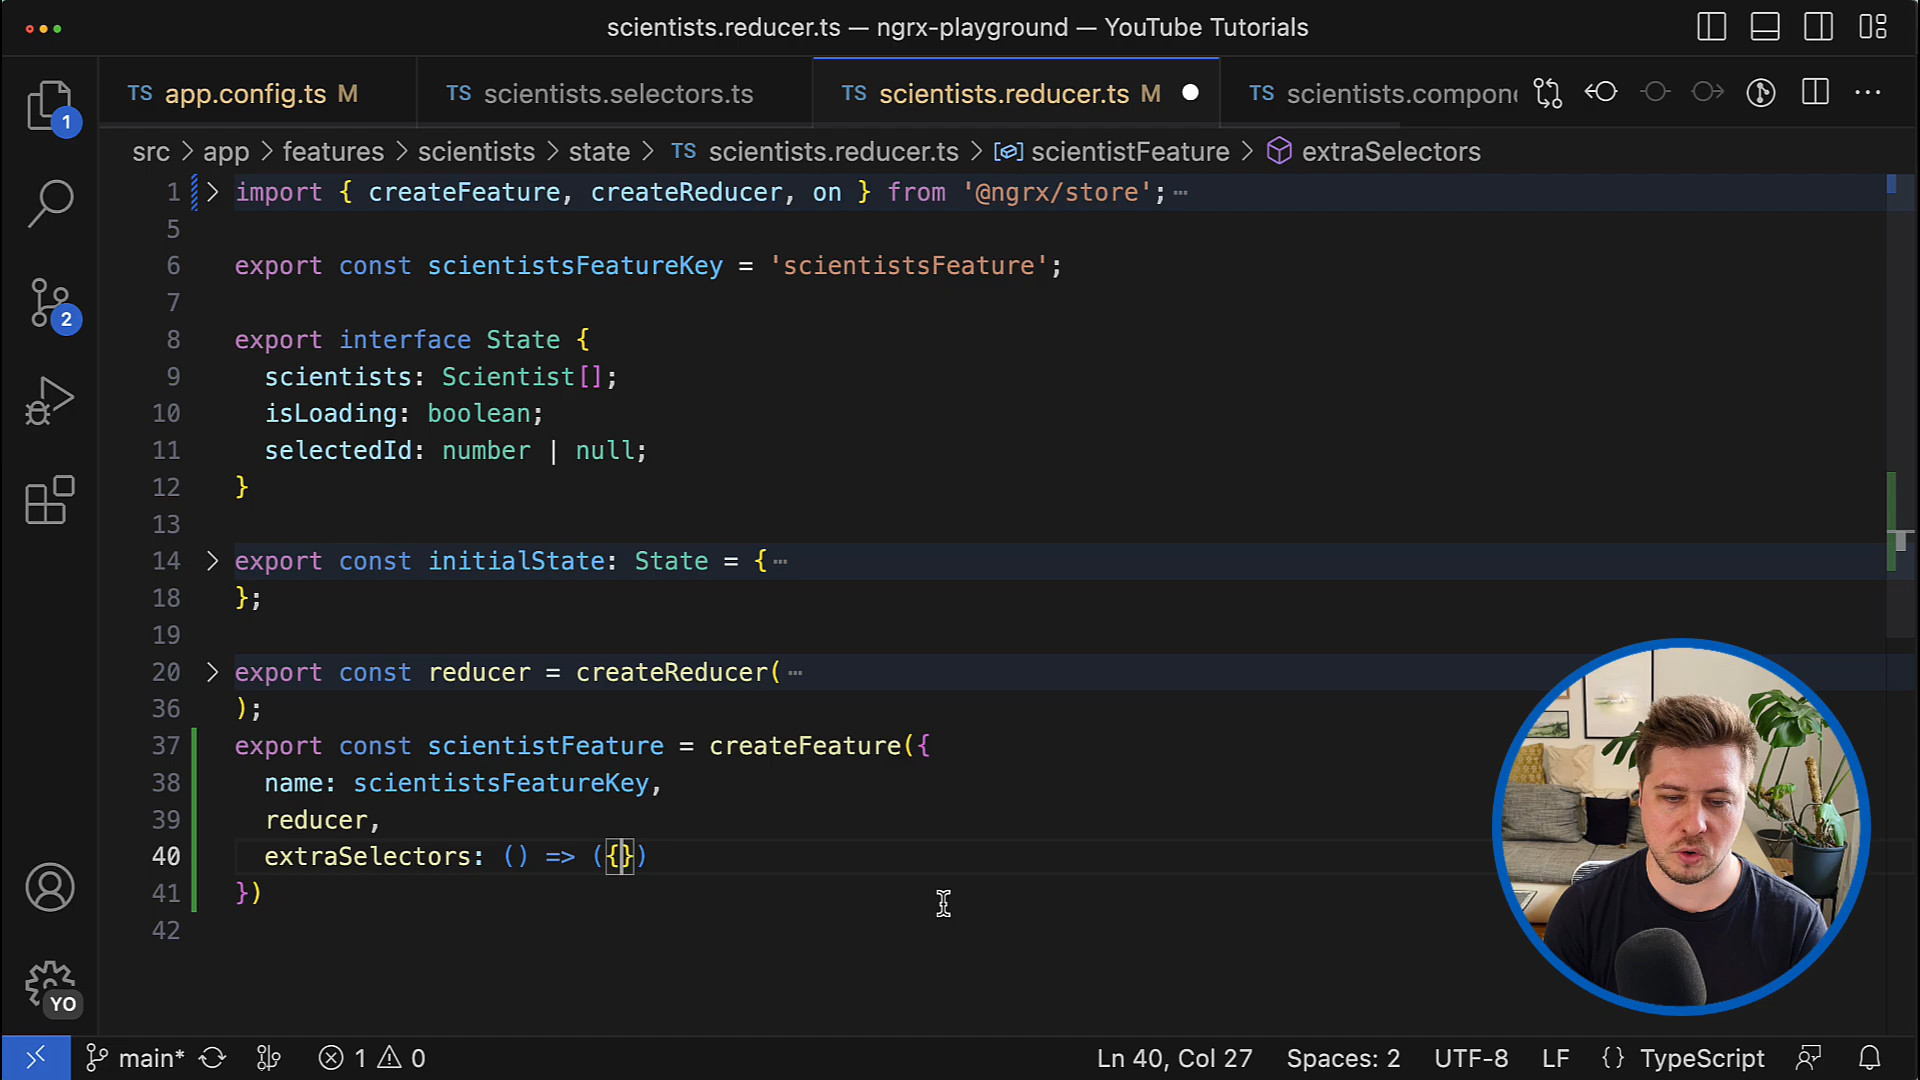 scientists.reducer.ts — ngrx-playground — YouTube Tutorials
TS app.config.ts M
TS scientists.selectors.ts
TS scientists.reducer.ts M
TS scientists.compone
1
2
YO
src > app > features > scientists > state > TS scientists.reducer.ts > scientistFeature > extraSelectors
1 import { createFeature, createReducer, on } from '@ngrx/store'; ⋯
5
6 export const scientistsFeatureKey = 'scientistsFeature';
7
8 export interface State {
9 scientists: Scientist[];
10 isLoading: boolean;
11 selectedId: number | null;
12 }
13
14 export const initialState: State = { ⋯
18 };
19
20 export const reducer = createReducer( ⋯
36 );
37 export const scientistFeature = createFeature({
38 name: scientistsFeatureKey,
39 reducer,
40 extraSelectors: () => ({})
41 })
42
main* 1 0 Ln 40, Col 27 Spaces: 2 UTF-8 LF {} TypeScript